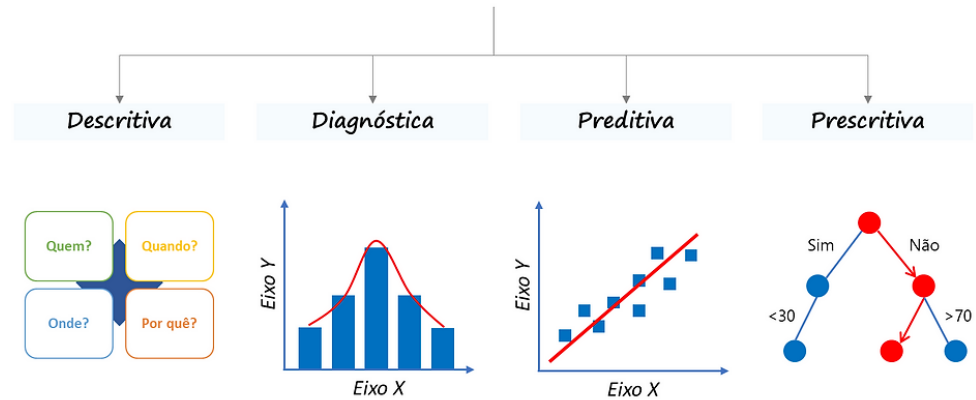 Descritiva
Diagnóstica
Preditiva
Prescritiva
Quem?
Quando?
Onde?
Por quê?
Eixo Y
Eixo X
Eixo Y
Eixo X
Sim
Não
<30
>70